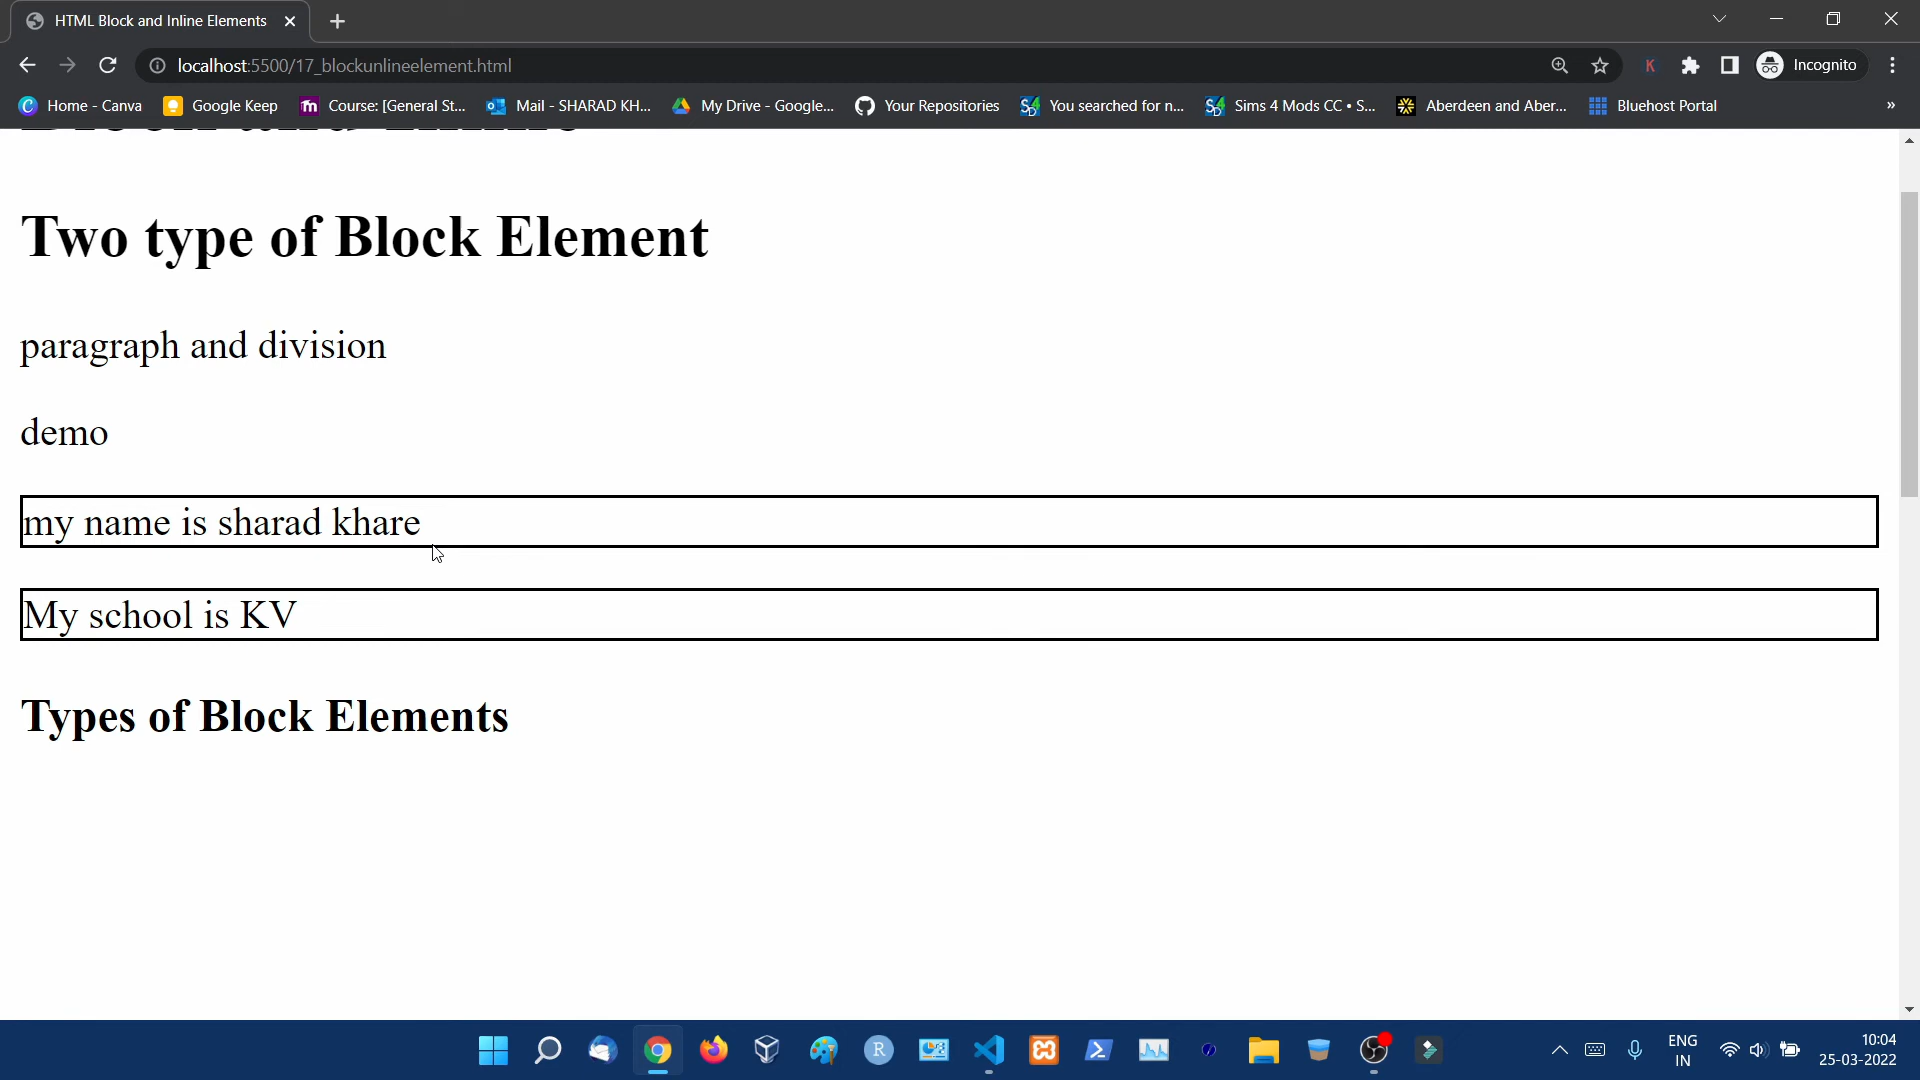 HTML Block and Inline Elements
localhost:5500/17_blockunlineelement.html
Incognito
Home - Canva
Google Keep
Course: [General St...
Mail - SHARAD KH...
My Drive - Google...
Your Repositories
You searched for n...
Sims 4 Mods CC • S...
Aberdeen and Aber...
Bluehost Portal
»
Two type of Block Element
paragraph and division
demo
my name is sharad khare
My school is KV
Types of Block Elements
ENG
IN
10:04
25-03-2022